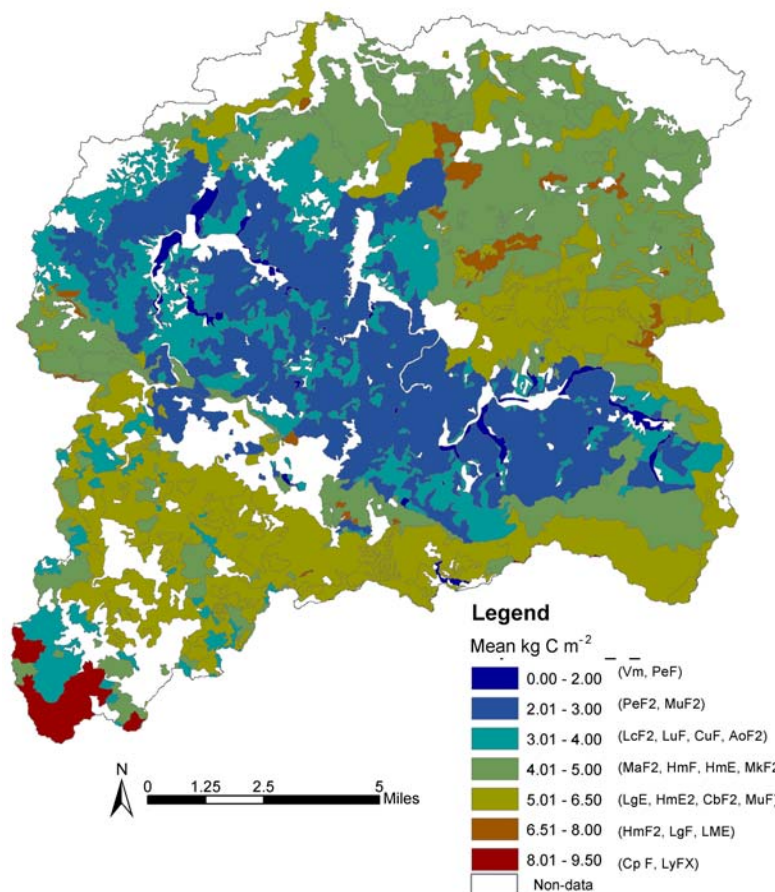 Legend
Mean kg C m⁻²
0.00 - 2.00 (Vm, PeF)
2.01 - 3.00 (PeF2, MuF2)
3.01 - 4.00 (LcF2, LuF, CuF, AoF2)
4.01 - 5.00 (MaF2, HmF, HmE, MkF2
5.01 - 6.50 (LgE, HmE2, CbF2, MuF)
6.51 - 8.00 (HmF2, LgF, LME)
8.01 - 9.50 (Cp F, LyFX)
Non-data
N
0 1.25 2.5 5
Miles